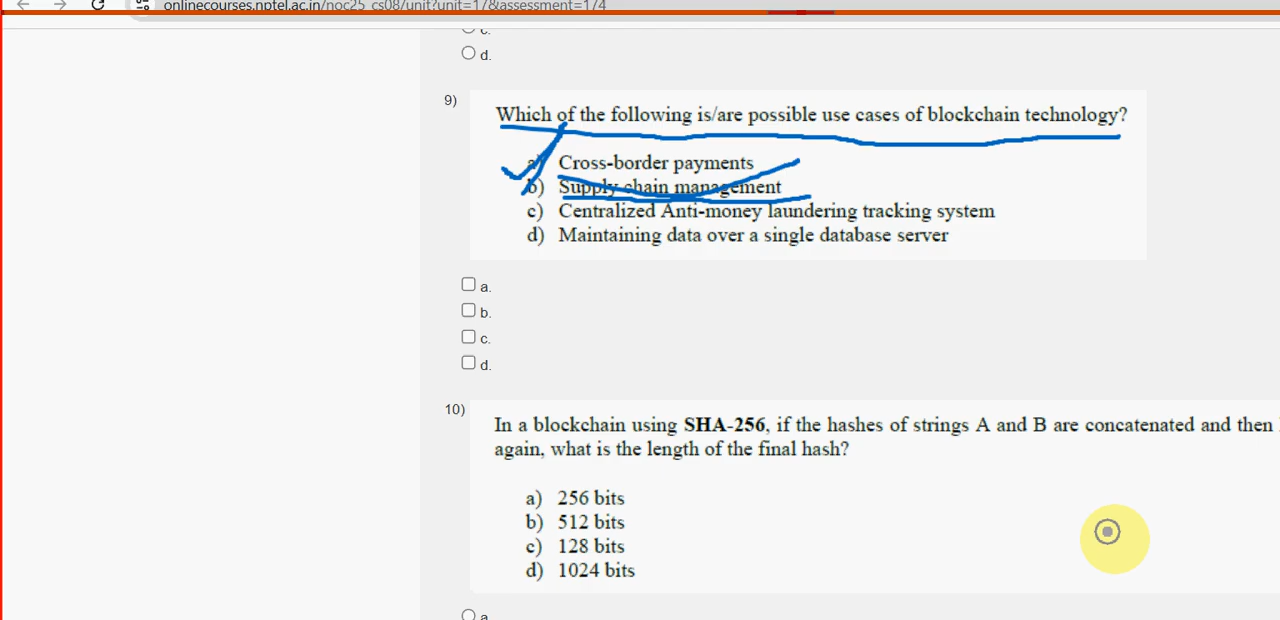 onlinecourses.nptel.ac.in/noc25_cs08/unit?unit=17&assessment=174
c.
d.
9)
Which of the following is/are possible use cases of blockchain technology?
a) Cross-border payments
b) Supply chain management
c) Centralized Anti-money laundering tracking system
d) Maintaining data over a single database server
a.
b.
c.
d.
10)
In a blockchain using SHA-256, if the hashes of strings A and B are concatenated and then
again, what is the length of the final hash?
a) 256 bits
b) 512 bits
c) 128 bits
d) 1024 bits
a